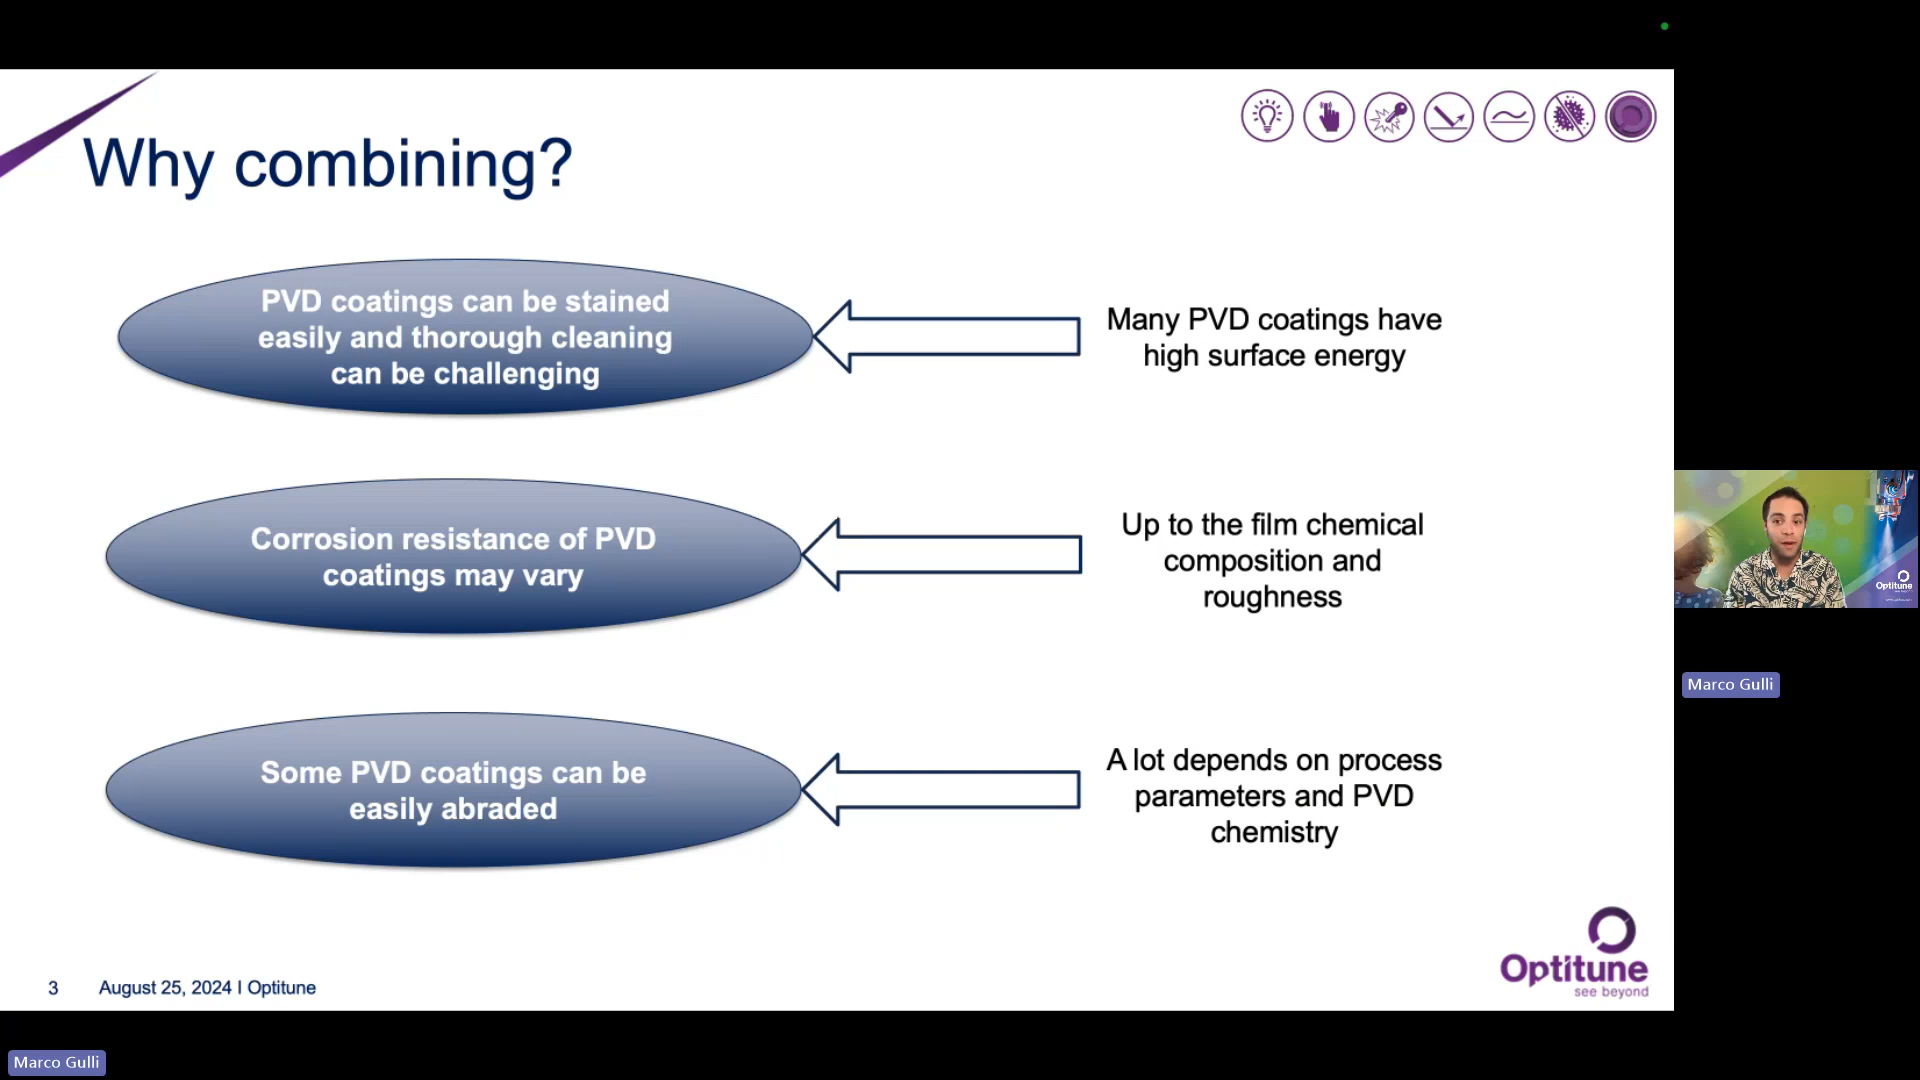 Why combining?
PVD coatings can be stained
easily and thorough cleaning
can be challenging
Many PVD coatings have
high surface energy
Corrosion resistance of PVD
coatings may vary
Up to the film chemical
composition and
roughness
Some PVD coatings can be
easily abraded
A lot depends on process
parameters and PVD
chemistry
Optitune
see beyond
3 August 25, 2024 I Optitune
Optitune
Marco Gulli
Marco Gulli